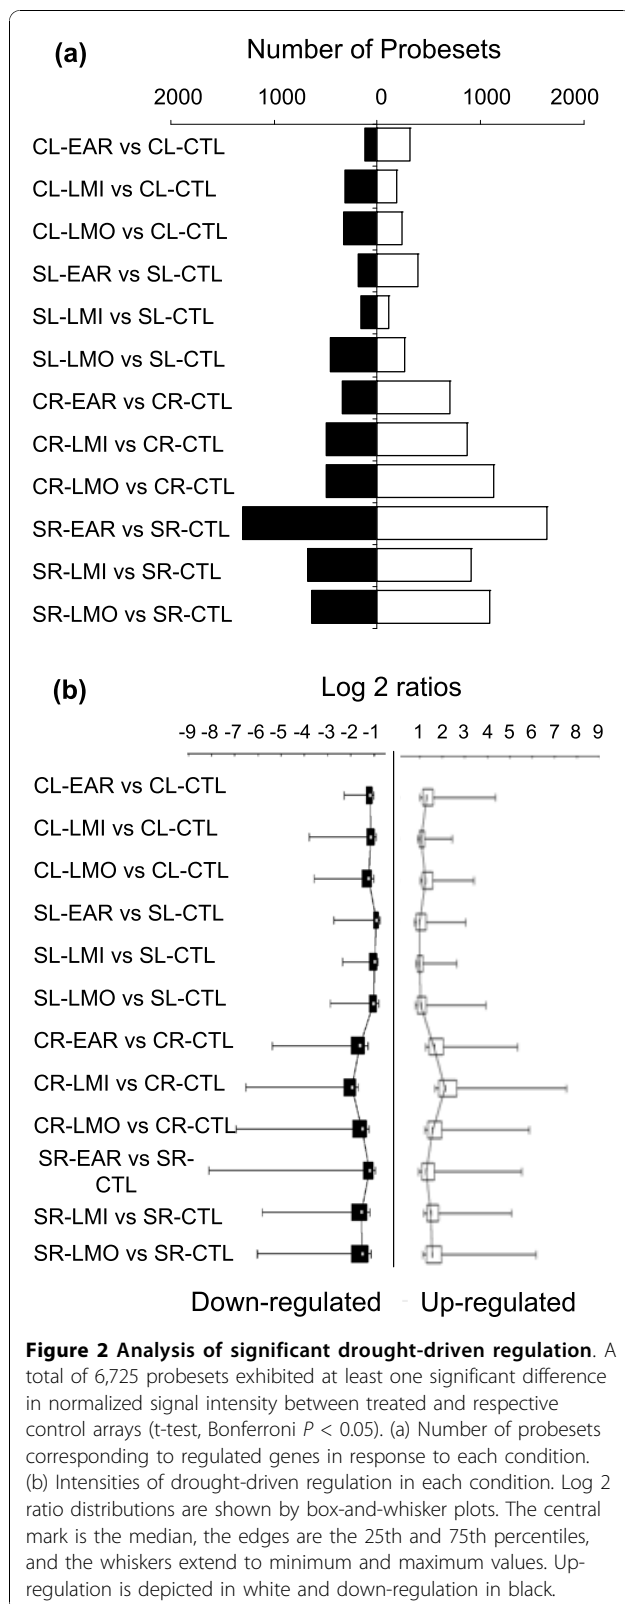 (a) Number of Probesets
2000 1000 0 1000 2000
CL-EAR vs CL-CTL
CL-LMI vs CL-CTL
CL-LMO vs CL-CTL
SL-EAR vs SL-CTL
SL-LMI vs SL-CTL
SL-LMO vs SL-CTL
CR-EAR vs CR-CTL
CR-LMI vs CR-CTL
CR-LMO vs CR-CTL
SR-EAR vs SR-CTL
SR-LMI vs SR-CTL
SR-LMO vs SR-CTL
(b) Log 2 ratios
-9 -8 -7 -6 -5 -4 -3 -2 -1 1 2 3 4 5 6 7 8 9
CL-EAR vs CL-CTL
CL-LMI vs CL-CTL
CL-LMO vs CL-CTL
SL-EAR vs SL-CTL
SL-LMI vs SL-CTL
SL-LMO vs SL-CTL
CR-EAR vs CR-CTL
CR-LMI vs CR-CTL
CR-LMO vs CR-CTL
SR-EAR vs SR-
CTL
SR-LMI vs SR-CTL
SR-LMO vs SR-CTL
Down-regulated Up-regulated
Figure 2 Analysis of significant drought-driven regulation. A
total of 6,725 probesets exhibited at least one significant difference
in normalized signal intensity between treated and respective
control arrays (t-test, Bonferroni P < 0.05). (a) Number of probesets
corresponding to regulated genes in response to each condition.
(b) Intensities of drought-driven regulation in each condition. Log 2
ratio distributions are shown by box-and-whisker plots. The central
mark is the median, the edges are the 25th and 75th percentiles,
and the whiskers extend to minimum and maximum values. Up-
regulation is depicted in white and down-regulation in black.